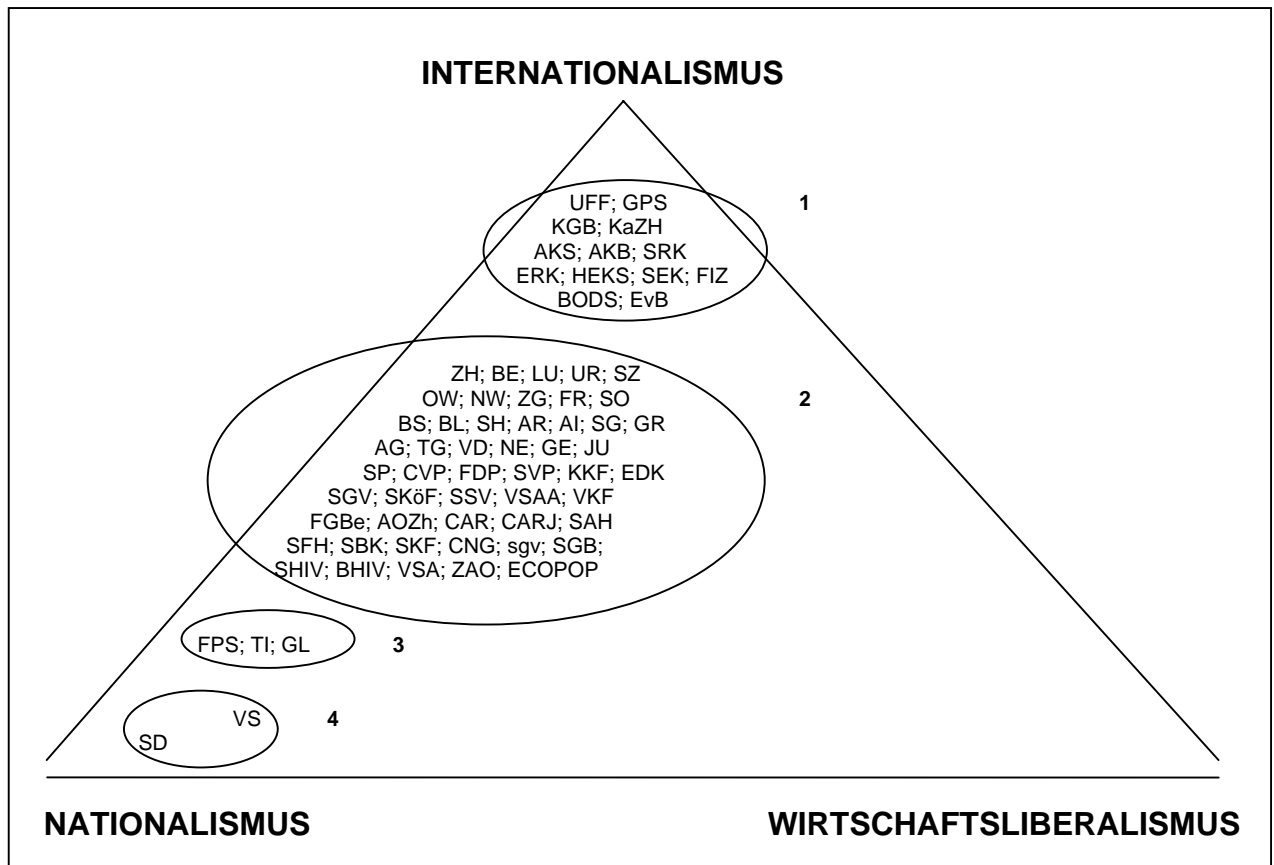 INTERNATIONALISMUS
UFF; GPS
1
KGB; KaZH
AKS; AKB; SRK
ERK; HEKS; SEK; FIZ
BODS; EvB
ZH; BE; LU; UR; SZ
OW; NW; ZG; FR; SO
2
BS; BL; SH; AR; AI; SG; GR
AG; TG; VD; NE; GE; JU
SP; CVP; FDP; SVP; KKF; EDK
SGV; SKöF; SSV; VSAA; VKF
FGBe; AOZh; CAR; CARJ; SAH
SFH; SBK; SKF; CNG; sgv; SGB;
SHIV; BHIV; VSA; ZAO; ECOPOP
FPS; TI; GL
3
VS
4
SD
NATIONALISMUS
WIRTSCHAFTSLIBERALISMUS